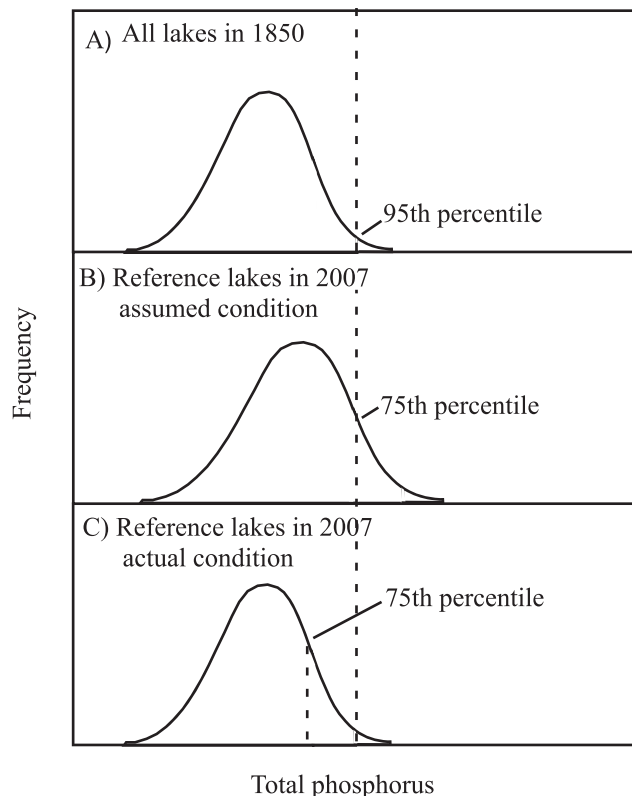 A) All lakes in 1850
95th percentile
B) Reference lakes in 2007
assumed condition
75th percentile
Frequency
C) Reference lakes in 2007
actual condition
75th percentile
Total phosphorus